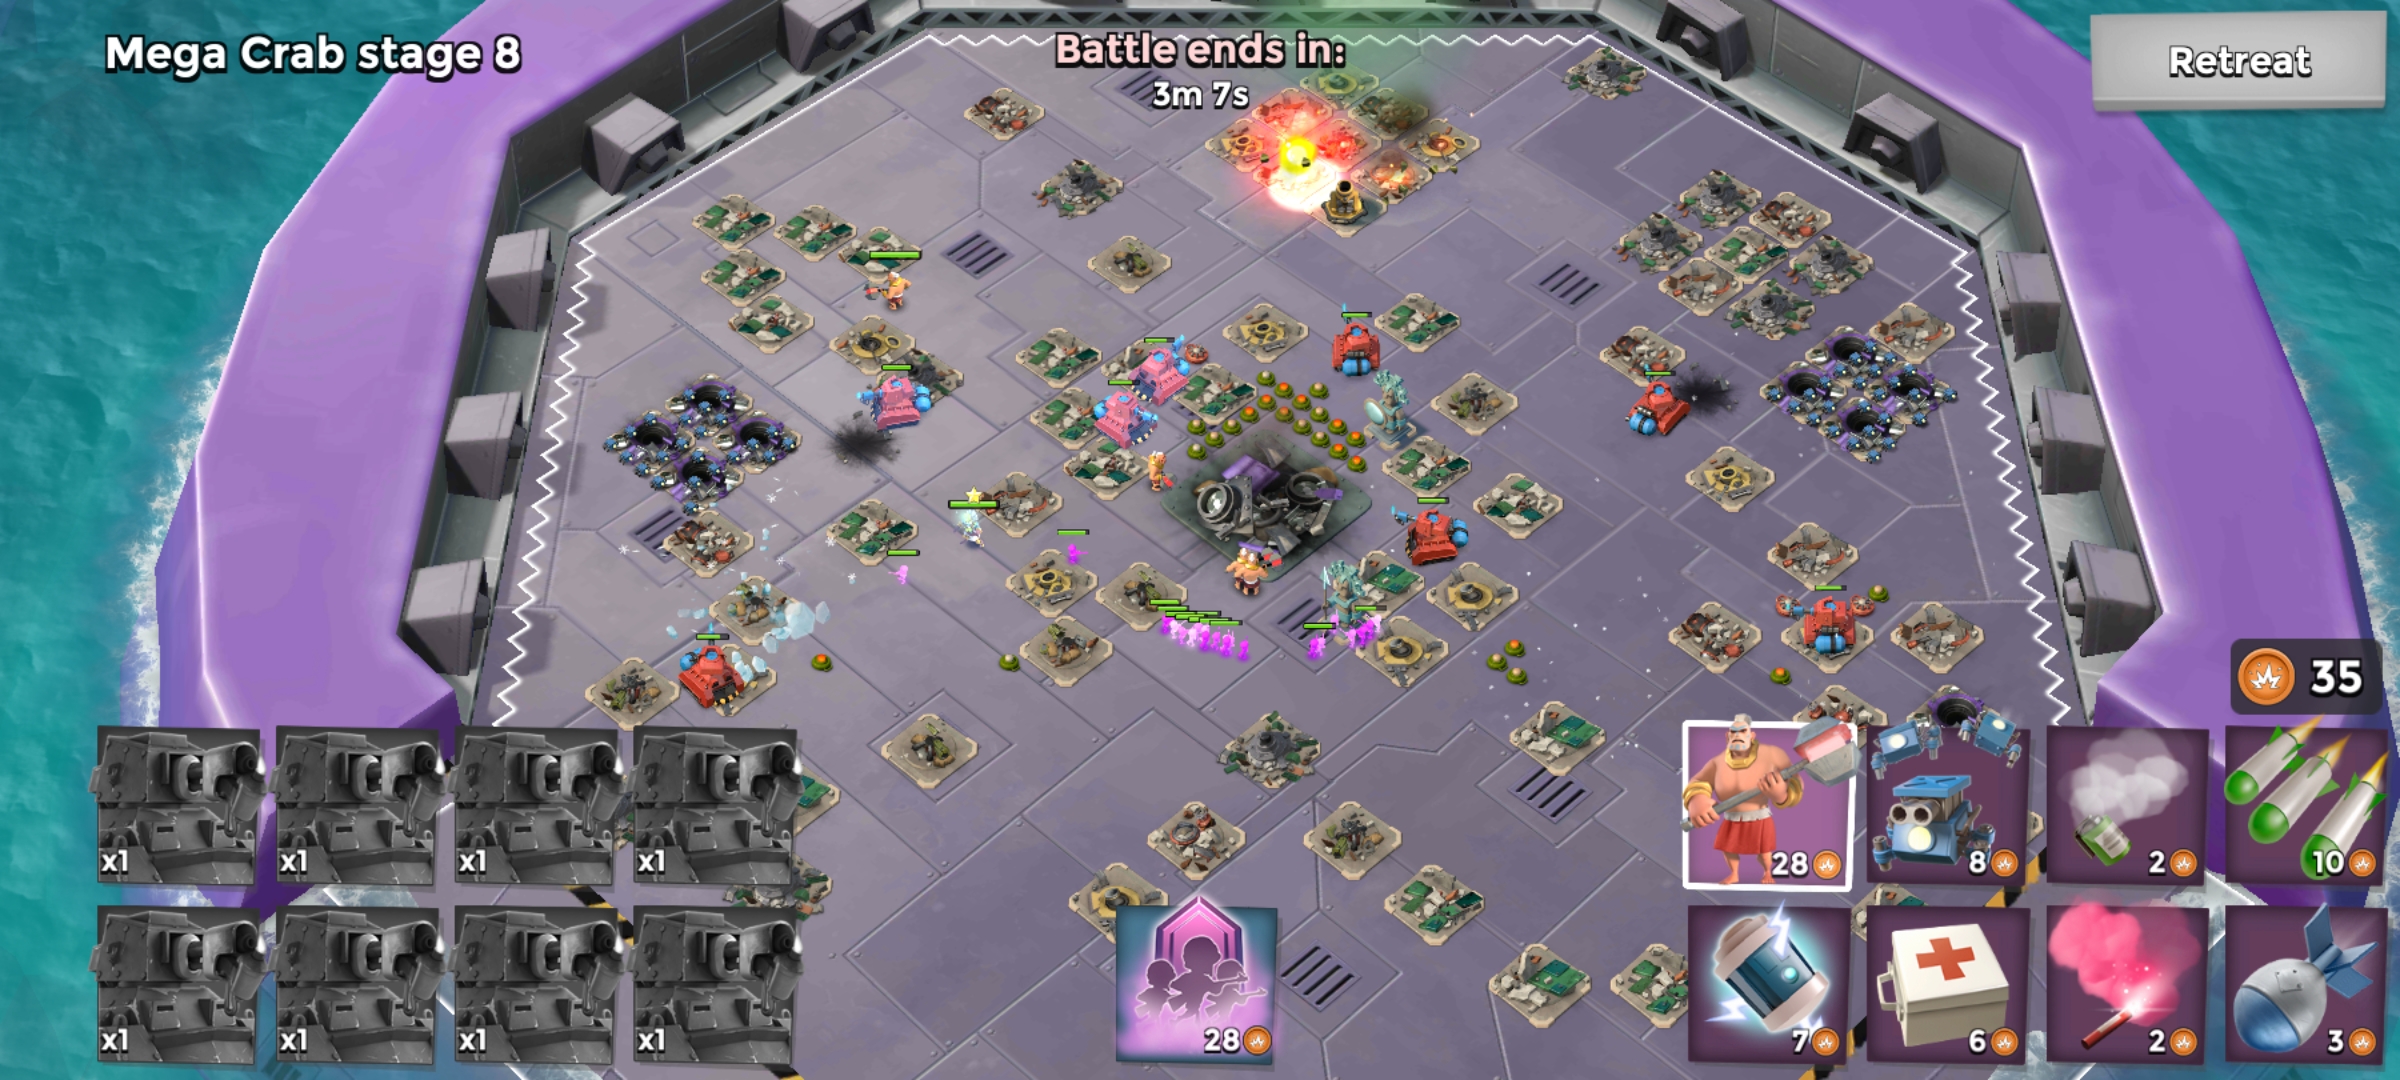 Mega Crab stage 8
Battle ends in:
3m 7s
Retreat
35
x1
x1
x1
x1
28
8
2
10
x1
x1
x1
x1
28
7
6
2
3